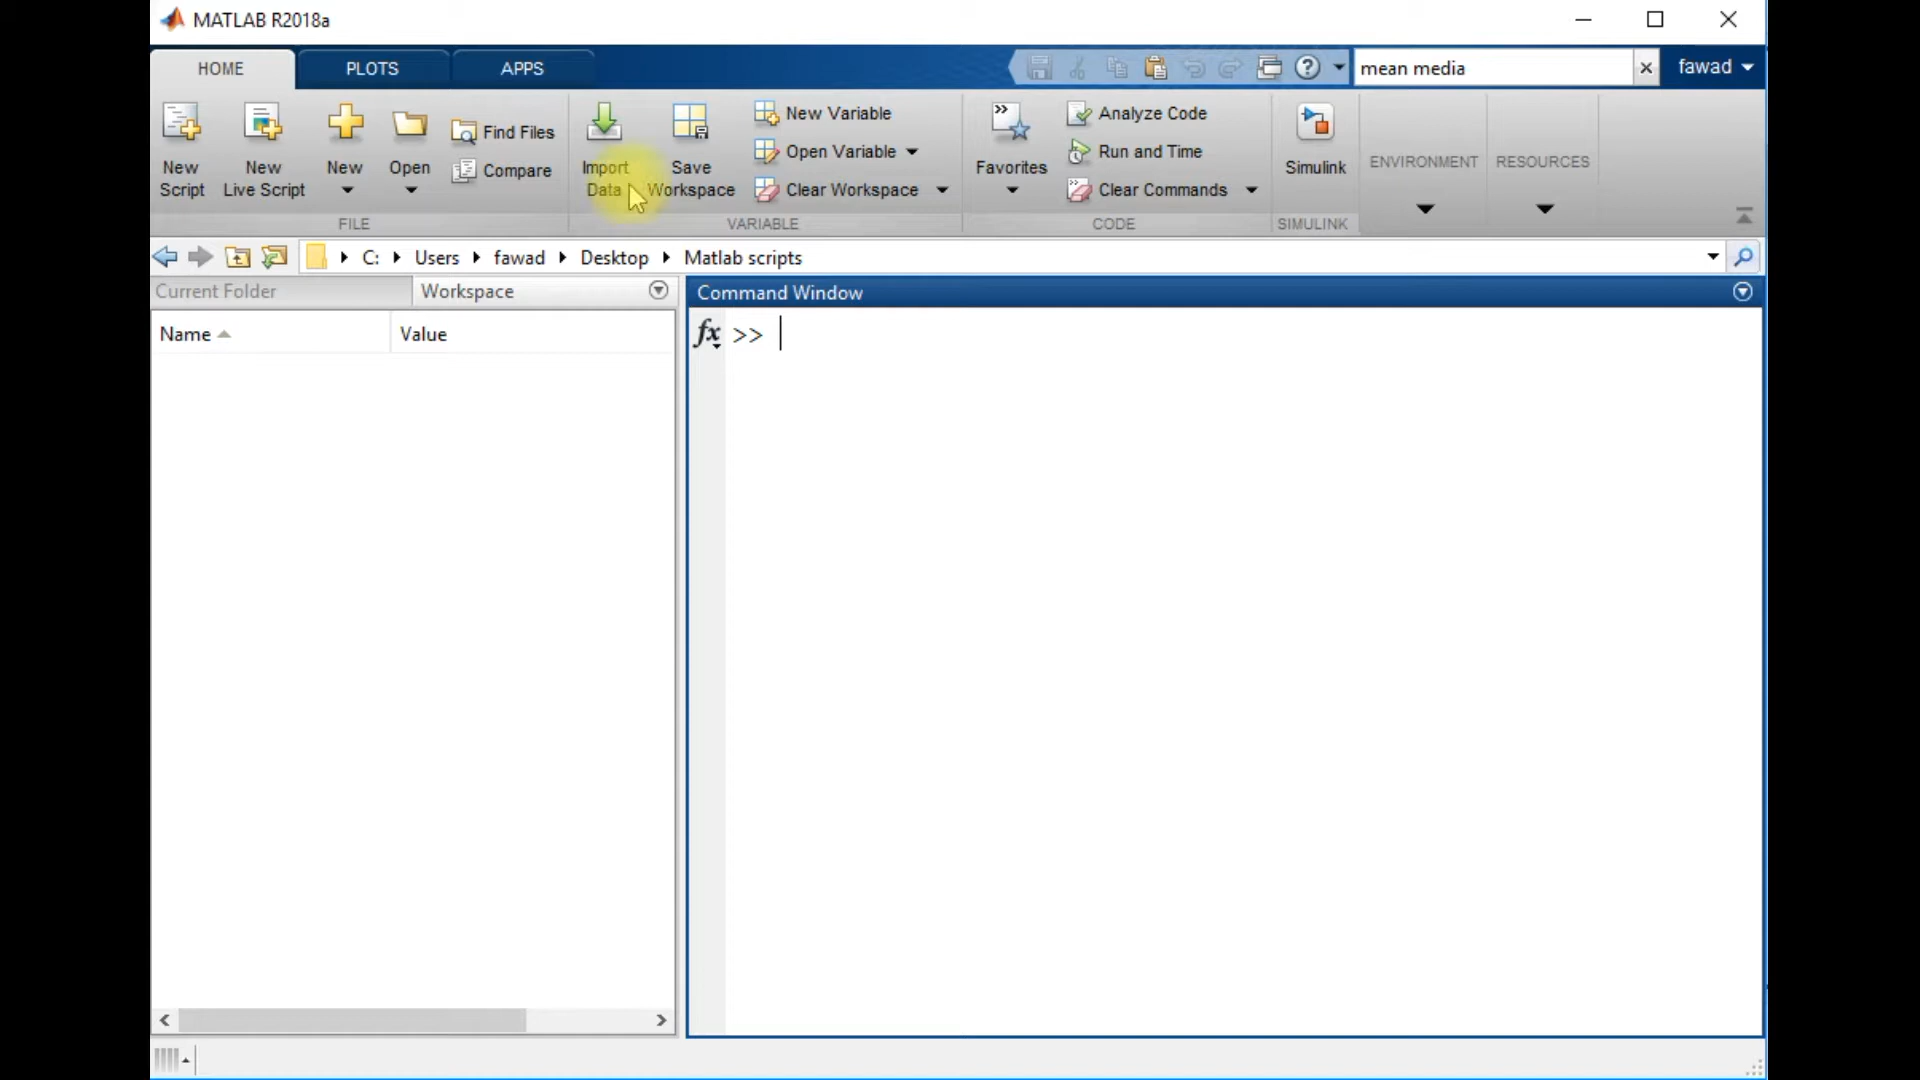 MATLAB R2018a
HOME PLOTS APPS mean media fawad
New Script
New Live Script
New
Open
Find Files
Compare
FILE
Import Data
Save Workspace
New Variable
Open Variable
Clear Workspace
VARIABLE
Favorites
Analyze Code
Run and Time
Clear Commands
CODE
Simulink
SIMULINK
ENVIRONMENT
RESOURCES
C: Users fawad Desktop Matlab scripts
Current Folder Workspace
Name Value
Command Window
fx >>